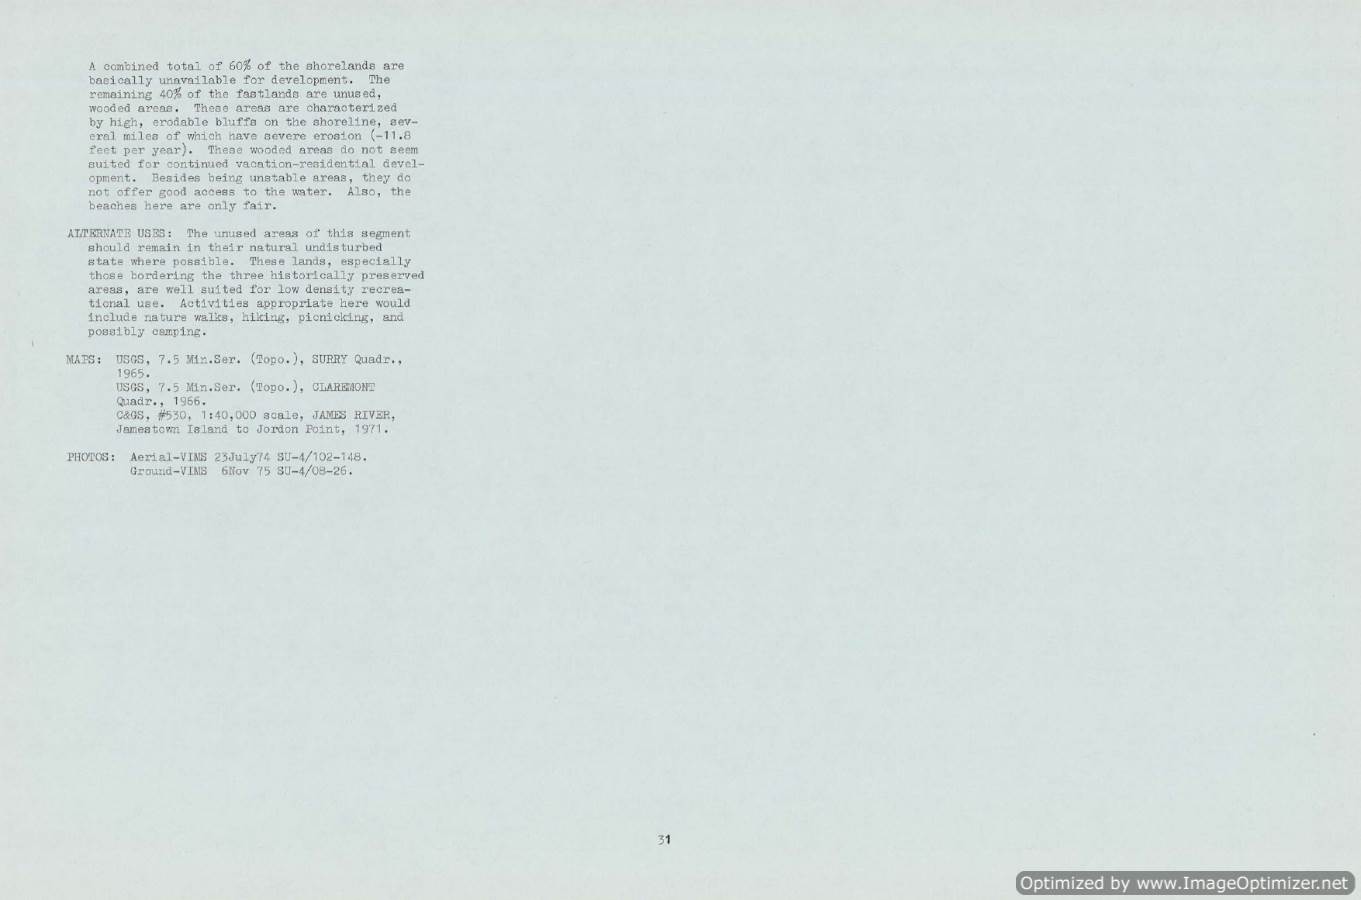 A combined total of 60% of the shorelands are
basically unavailable for development. The
remaining 40% of the fastlands are unused,
wooded areas. These areas are characterized
by high, erodable bluffs on the shoreline, sev-
eral miles of which have severe erosion (-11.8
feet per year). These wooded areas do not seem
suited for continued vacation-residential devel-
opment. Besides being unstable areas, they do
not offer good access to the water. Also, the
beaches here are only fair.
ALTERNATE USES: The unused areas of this segment
should remain in their natural undisturbed
state where possible. These lands, especially
those bordering the three historically preserved
areas, are well suited for low density recrea-
tional use. Activities appropriate here would
include nature walks, hiking, picnicking, and
possibly camping.
MAPS: USGS, 7.5 Min.Ser. (Topo.), SURRY Quadr.,
1965.
USGS, 7.5 Min.Ser. (Topo.), CLAREMONT
Quadr., 1966.
C&GS, #530, 1:40,000 scale, JAMES RIVER,
Jamestown Island to Jordon Point, 1971.
PHOTOS: Aerial-VIMS 23July74 SU-4/102-148.
Ground-VIMS 6Nov 75 SU-4/08-26.
31
Optimized by www.ImageOptimizer.net